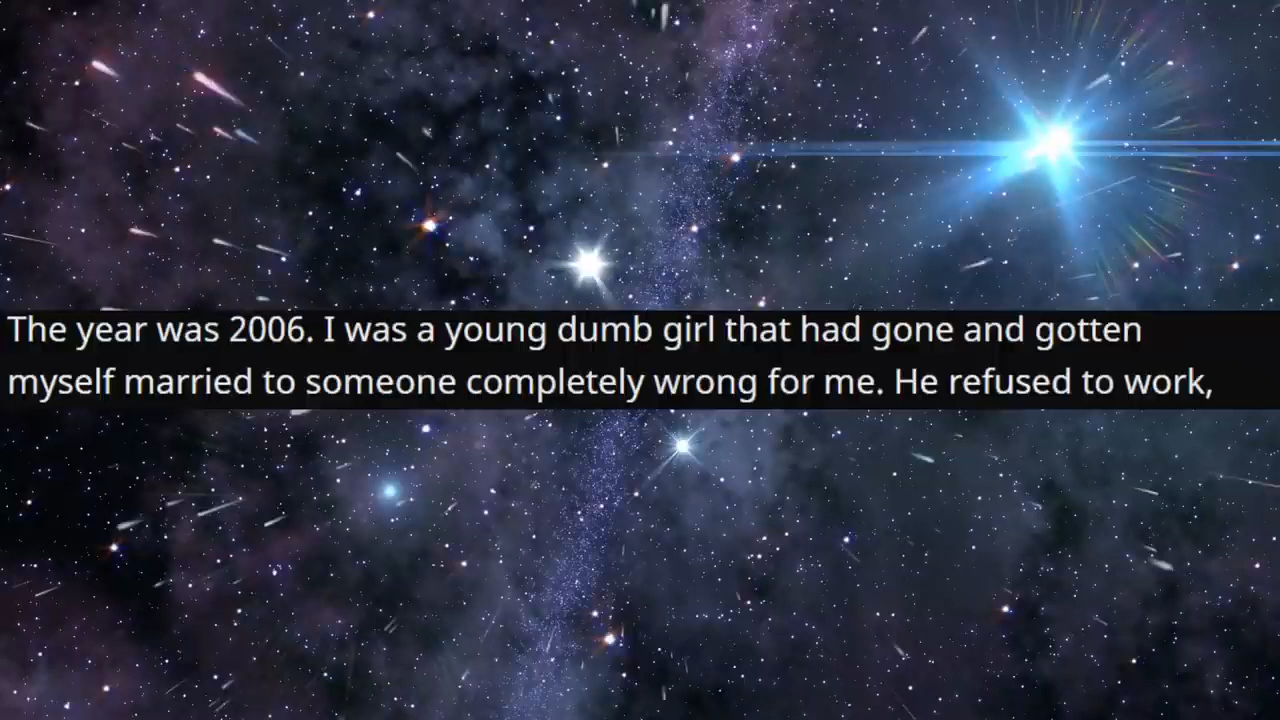 The year was 2006. I was a young dumb girl that had gone and gotten
myself married to someone completely wrong for me. He refused to work,